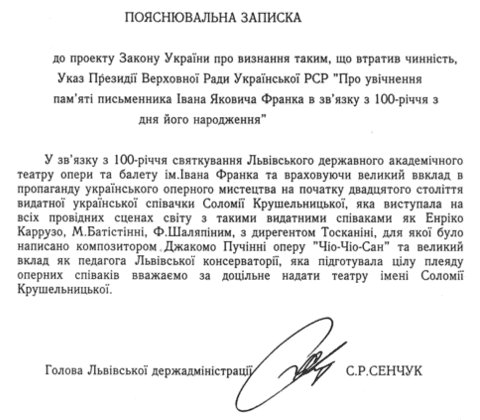 ПОЯСНЮВАЛЬНА ЗАПИСКА
до проекту Закону України про визнання таким, що втратив чинність,
Указ Президії Верховної Ради Української РСР "Про увічнення
пам'яті письменника Івана Яковича Франка в зв'язку з 100-річчя з
дня його народження"
У зв'язку з 100-річчя святкування Львівського державного академічного
театру опери та балету ім.Івана Франка та враховуючи великий ввклад в
пропаганду українського оперного мистецтва на початку двадцятого століття
видатної української співачки Соломії Крушельницької, яка виступала на
всіх провідних сценах світу з такими видатними співаками як Енріко
Каррузо, М.Батістінні, Ф.Шаляпіним, з дирегентом Тосканіні, для якої було
написано композитором Джакомо Пучінні оперу "Чіо-Чіо-Сан" та великий
вклад як педагога Львівської консерваторії, яка підготувала цілу плеяду
оперних співаків вважаємо за доцільне надати театру імені Соломії
Крушельницької.
Голова Львівської держадміністрації С.Р.СЕНЧУК